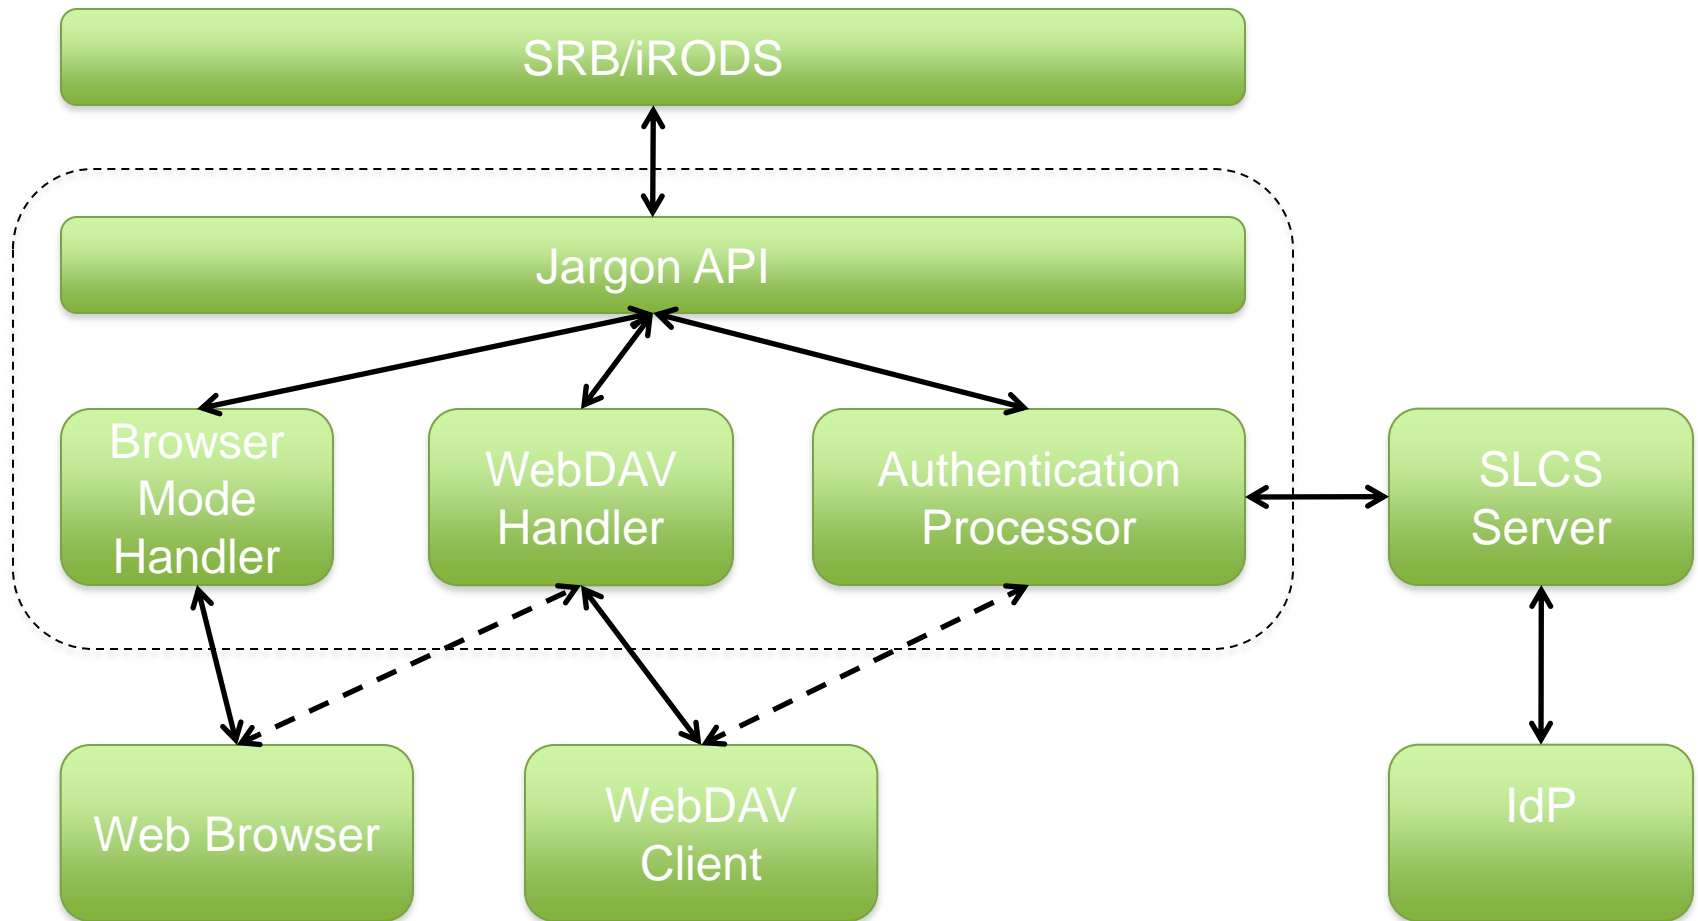 SRB/iRODS
Jargon API
Browser
Mode
Handler
WebDAV
Handler
Authentication
Processor
SLCS
Server
Web Browser
WebDAV
Client
IdP